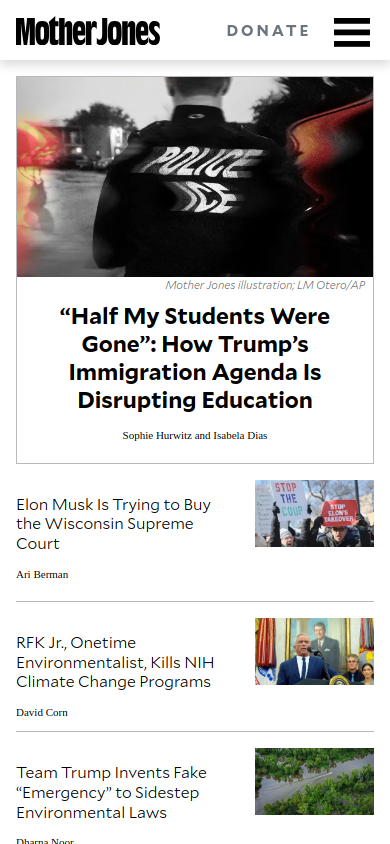 Mother Jones
DONATE
POLICE
ICE
Mother Jones illustration; LM Otero/AP
“Half My Students Were
Gone”: How Trump’s
Immigration Agenda Is
Disrupting Education
Sophie Hurwitz and Isabela Dias
Elon Musk Is Trying to Buy
the Wisconsin Supreme
Court
STOP
THE
COUP
STOP
ELON'S
TAKEOVER
Ari Berman
RFK Jr., Onetime
Environmentalist, Kills NIH
Climate Change Programs
David Corn
Team Trump Invents Fake
“Emergency” to Sidestep
Environmental Laws
Dharna Noor